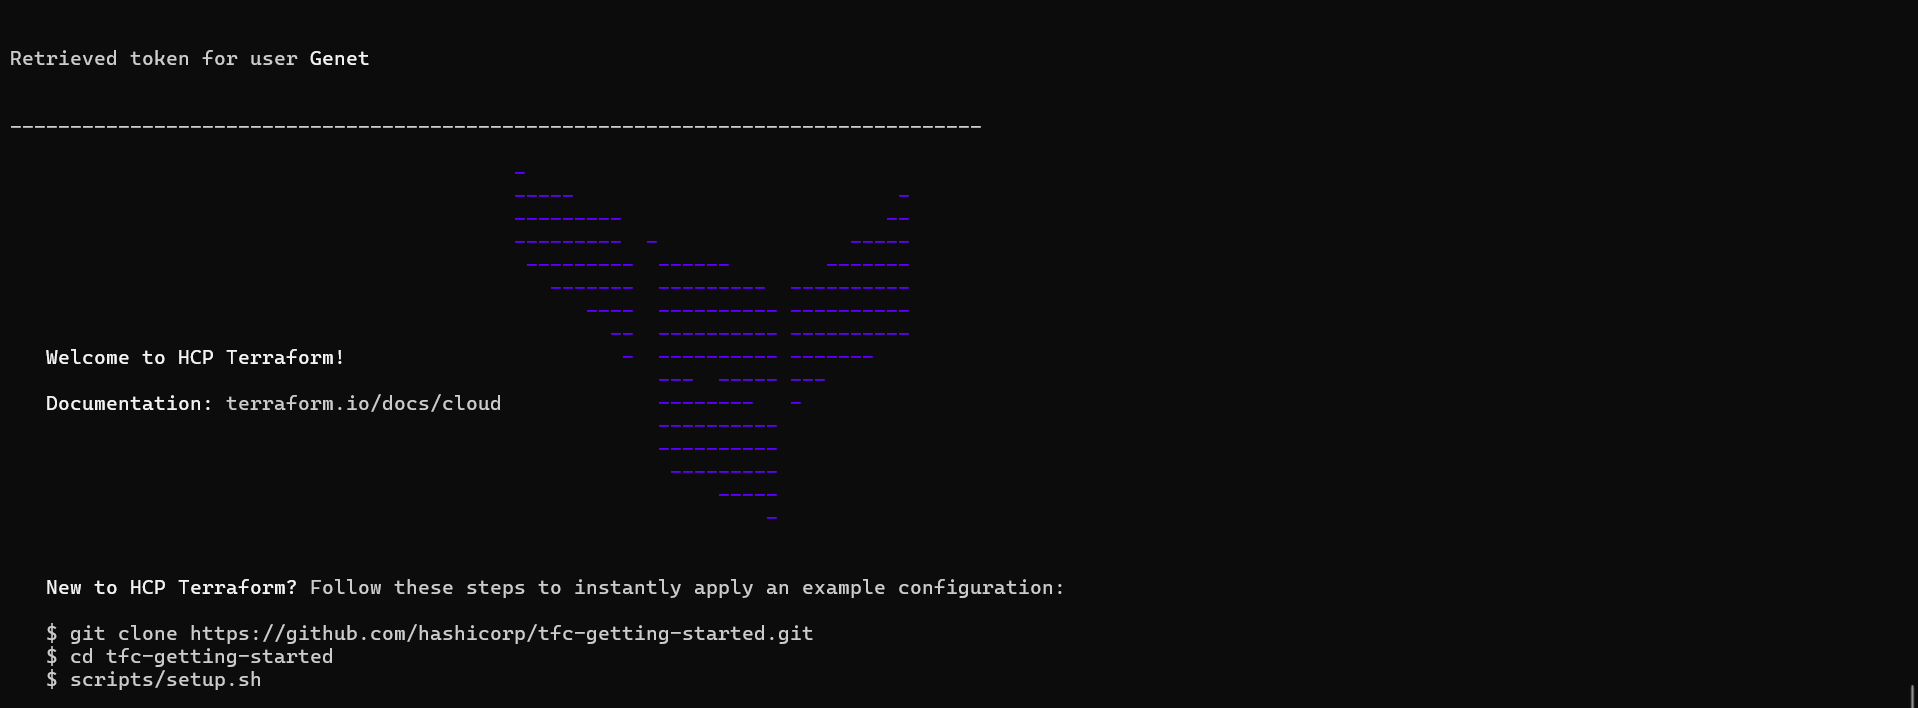 Retrieved token for user Genet
---------------------------------------------------------------------------------
Welcome to HCP Terraform!
Documentation: terraform.io/docs/cloud
New to HCP Terraform? Follow these steps to instantly apply an example configuration:
$ git clone https://github.com/hashicorp/tfc-getting-started.git
$ cd tfc-getting-started
$ scripts/setup.sh